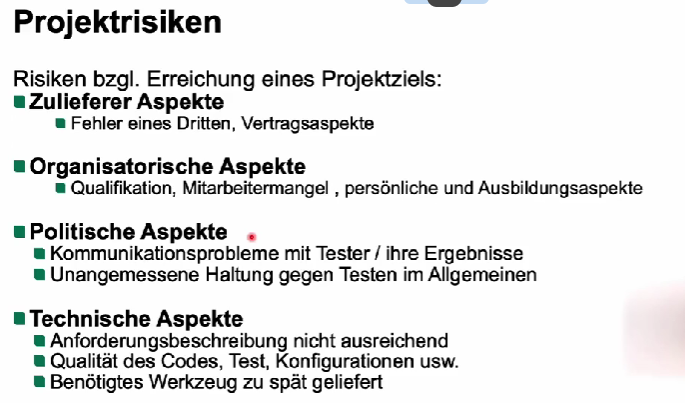 Projektrisiken
Risiken bzgl. Erreichung eines Projektziels:
Zulieferer Aspekte
Fehler eines Dritten, Vertragsaspekte
Organisatorische Aspekte
Qualifikation, Mitarbeitermangel , persönliche und Ausbildungsaspekte
Politische Aspekte
Kommunikationsprobleme mit Tester / ihre Ergebnisse
Unangemessene Haltung gegen Testen im Allgemeinen
Technische Aspekte
Anforderungsbeschreibung nicht ausreichend
Qualität des Codes, Test, Konfigurationen usw.
Benötigtes Werkzeug zu spät geliefert